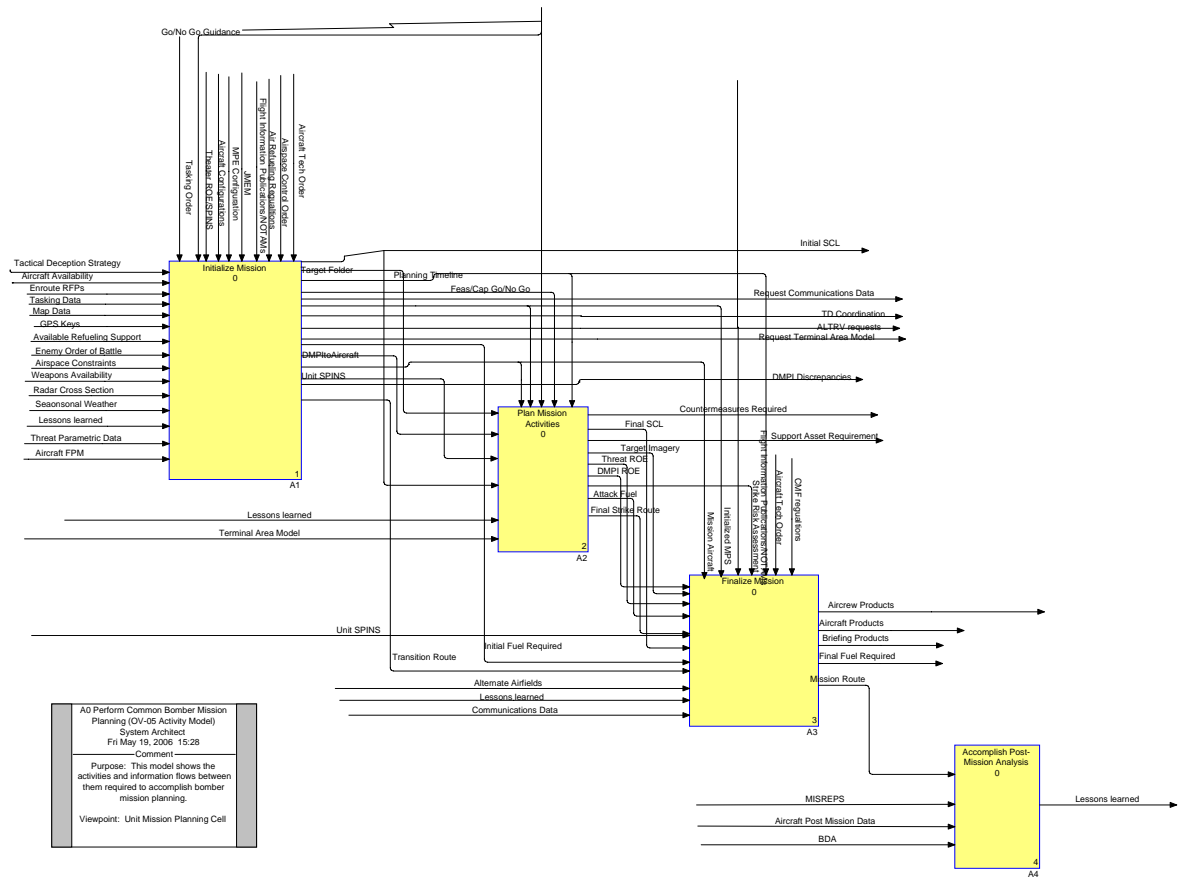 Go/No Go Guidance
Tasking Order
Theater ROE/SPINS
Aircraft Configurations
MPE Configuration
JMEM
Flight Information Publications/NOTAMs
Air Refueling Regualtions
Airspace Control Order
Aircraft Tech Order
Tactical Deception Strategy
Aircraft Availability
Enroute RFPs
Tasking Data
Map Data
GPS Keys
Available Refueling Support
Enemy Order of Battle
Airspace Constraints
Weapons Availability
Radar Cross Section
Seaonsonal Weather
Lessons learned
Threat Parametric Data
Aircraft FPM
Initialize Mission
0
1
A1
Initial SCL
Target Folder
Planning Timeline
Feas/Cap Go/No Go
Request Communications Data
TD Coordination
ALTRV requests
Request Terminal Area Model
DMPItoAircraft
Unit SPINS
DMPI Discrepancies
Plan Mission
Activities
0
2
A2
Countermeasures Required
Final SCL
Support Asset Requirement
Target Imagery
Threat ROE
DMPI ROE
Attack Fuel
Final Strike Route
Lessons learned
Terminal Area Model
Mission Aircraft
Initialized MPS
Strike Risk Assessment
Flight Information Publications/NOTAMs
Aircraft Tech Order
CMF regualtions
Finalize Mission
0
3
A3
Unit SPINS
Initial Fuel Required
Transition Route
Alternate Airfields
Lessons learned
Communications Data
Aircrew Products
Aircraft Products
Briefing Products
Final Fuel Required
Mission Route
Accomplish Post-
Mission Analysis
0
4
A4
MISREPS
Aircraft Post Mission Data
BDA
Lessons learned
A0 Perform Common Bomber Mission
Planning (OV-05 Activity Model)
System Architect
Fri May 19, 2006 15:28
Comment
Purpose: This model shows the
activities and information flows between
them required to accomplish bomber
mission planning.
Viewpoint: Unit Mission Planning Cell